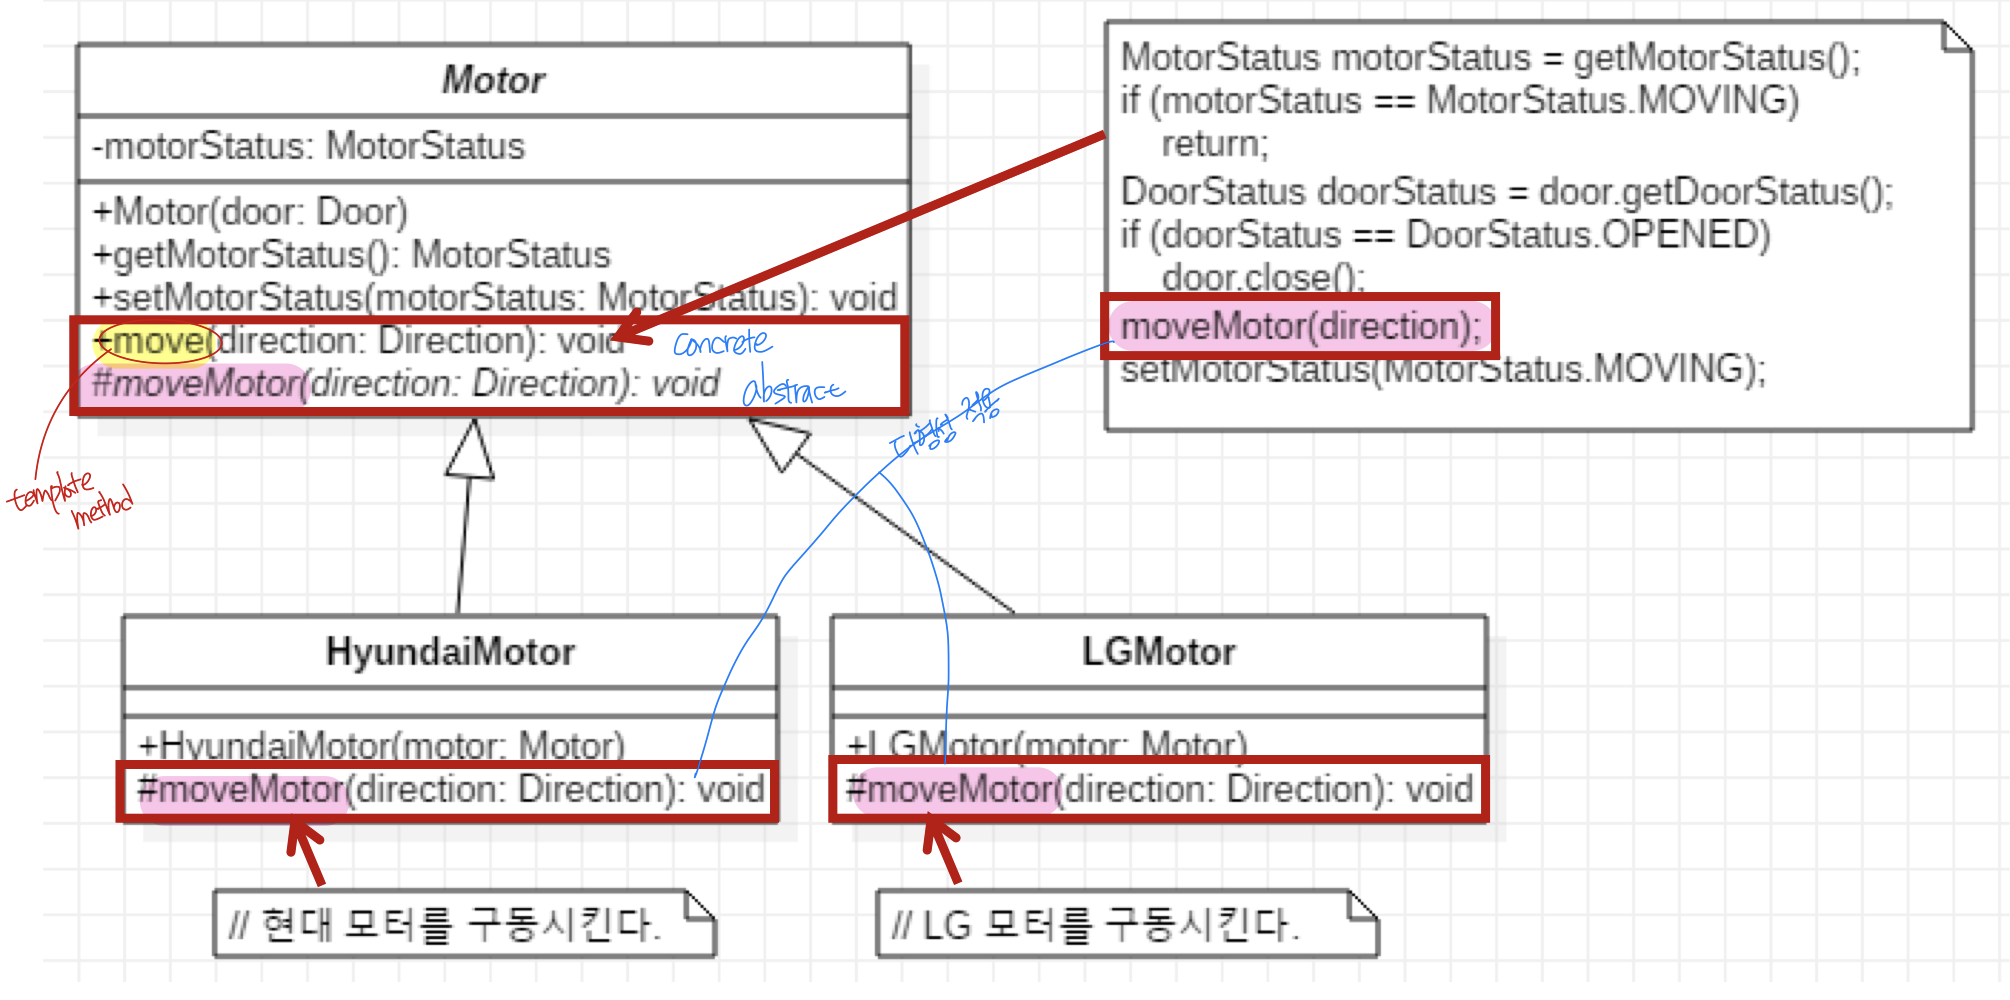 Motor
-motorStatus: MotorStatus
+Motor(door: Door)
+getMotorStatus(): MotorStatus
+setMotorStatus(motorStatus: MotorStatus): void
+move(direction: Direction): void
concrete
#moveMotor(direction: Direction): void
abstrace
template
method
MotorStatus motorStatus = getMotorStatus();
if (motorStatus == MotorStatus.MOVING)
return;
DoorStatus doorStatus = door.getDoorStatus();
if (doorStatus == DoorStatus.OPENED)
door.close();
moveMotor(direction);
setMotorStatus(MotorStatus.MOVING);
다형성 적용
HyundaiMotor
+HyundaiMotor(motor: Motor)
#moveMotor(direction: Direction): void
// 현대 모터를 구동시킨다.
LGMotor
+LGMotor(motor: Motor)
#moveMotor(direction: Direction): void
// LG 모터를 구동시킨다.